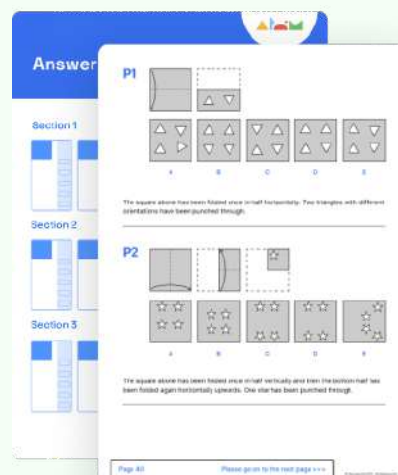 Answer
Section 1
Section 2
Section 3
P1
A B C D E
The square above has been folded once in half horizontally. Two triangles with different
orientations have been punched through.
P2
A B C D E
The square above has been folded once in half vertically and then the bottom half has
been folded again horizontally upwards. One star has been punched through.
Page 40
Please go on to the next page >>>